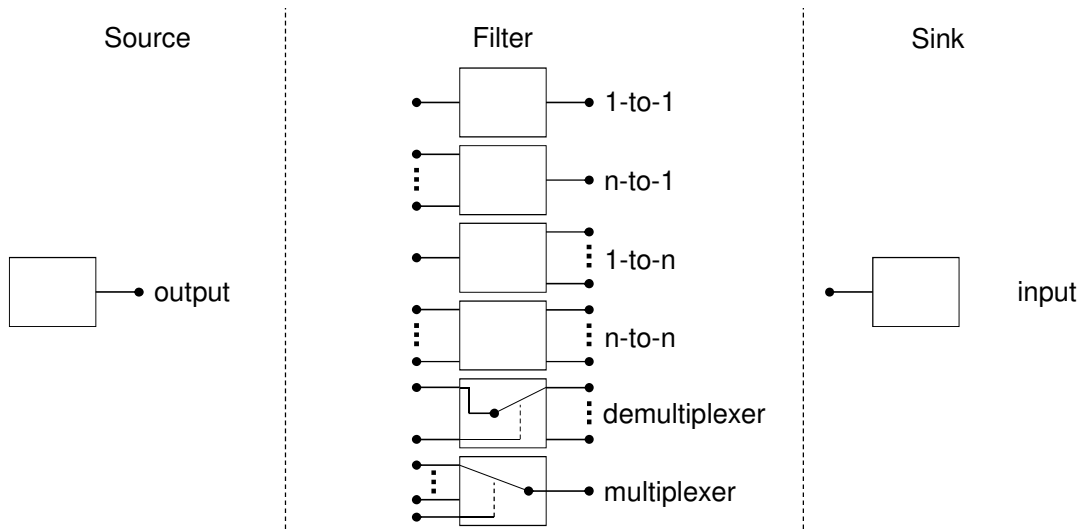 Source
output
Filter
1-to-1
n-to-1
1-to-n
n-to-n
demultiplexer
multiplexer
Sink
input